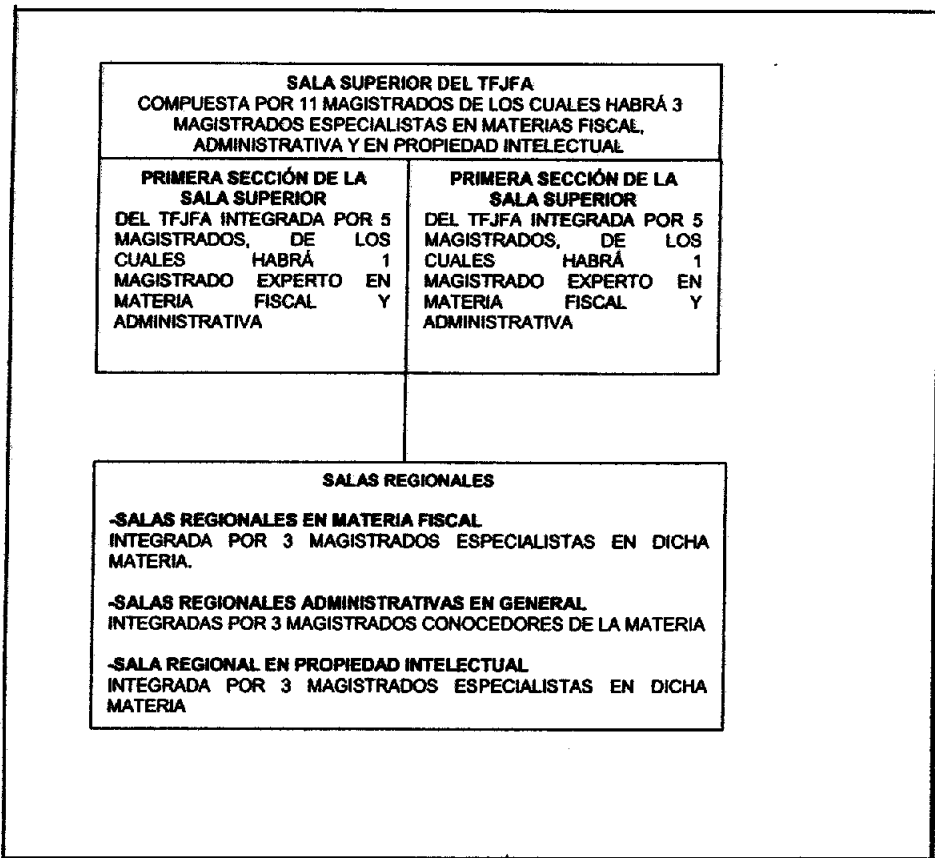 SALA SUPERIOR DEL TFJFA
COMPUESTA POR 11 MAGISTRADOS DE LOS CUALES HABRÁ 3
MAGISTRADOS ESPECIALISTAS EN MATERIAS FISCAL,
ADMINISTRATIVA Y EN PROPIEDAD INTELECTUAL
PRIMERA SECCIÓN DE LA
SALA SUPERIOR
DEL TFJFA INTEGRADA POR 5
MAGISTRADOS, DE LOS
CUALES HABRÁ 1
MAGISTRADO EXPERTO EN
MATERIA FISCAL Y
ADMINISTRATIVA
PRIMERA SECCIÓN DE LA
SALA SUPERIOR
DEL TFJFA INTEGRADA POR 5
MAGISTRADOS, DE LOS
CUALES HABRÁ 1
MAGISTRADO EXPERTO EN
MATERIA FISCAL Y
ADMINISTRATIVA
SALAS REGIONALES
-SALAS REGIONALES EN MATERIA FISCAL
INTEGRADA POR 3 MAGISTRADOS ESPECIALISTAS EN DICHA
MATERIA.
-SALAS REGIONALES ADMINISTRATIVAS EN GENERAL
INTEGRADAS POR 3 MAGISTRADOS CONOCEDORES DE LA MATERIA
-SALA REGIONAL EN PROPIEDAD INTELECTUAL
INTEGRADA POR 3 MAGISTRADOS ESPECIALISTAS EN DICHA
MATERIA